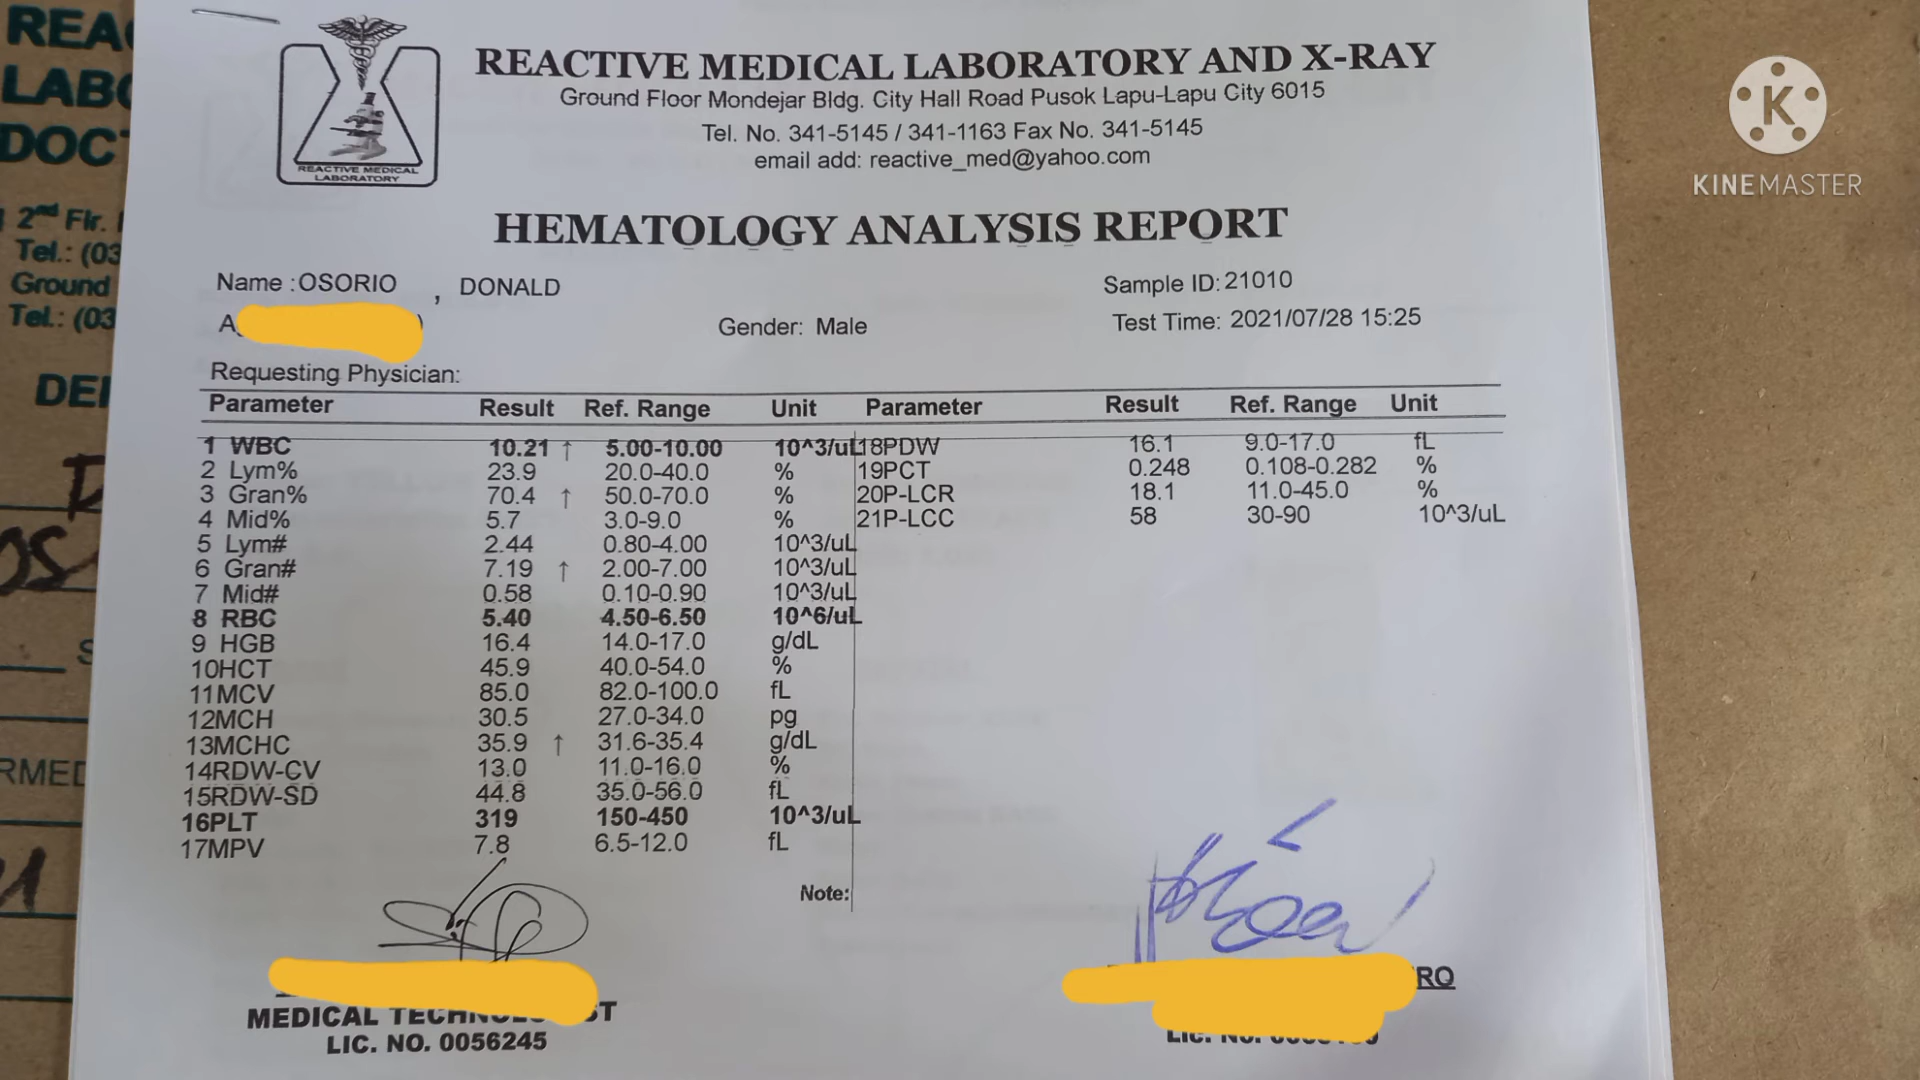 REACTIVE MEDICAL LABORATORY AND X-RAY
Ground Floor Mondejar Bldg. City Hall Road Pusok Lapu-Lapu City 6015
Tel. No. 341-5145 / 341-1163 Fax No. 341-5145
email add: reactive_med@yahoo.com
REACTIVE MEDICAL
LABORATORY
K
KINEMASTER
2nd Flr.
Tel.: (03
Ground
Tel.: (03
HEMATOLOGY ANALYSIS REPORT
Name :OSORIO , DONALD Sample ID: 21010
Gender: Male Test Time: 2021/07/28 15:25
Requesting Physician:
Parameter Result Ref. Range Unit Parameter Result Ref. Range Unit
1 WBC 10.21 ↑ 5.00-10.00 10^3/uL 18PDW 16.1 9.0-17.0 fL
2 Lym% 23.9 20.0-40.0 % 19PCT 0.248 0.108-0.282 %
3 Gran% 70.4 ↑ 50.0-70.0 % 20P-LCR 18.1 11.0-45.0 %
4 Mid% 5.7 3.0-9.0 % 21P-LCC 58 30-90 10^3/uL
5 Lym# 2.44 0.80-4.00 10^3/uL
6 Gran# 7.19 ↑ 2.00-7.00 10^3/uL
7 Mid# 0.58 0.10-0.90 10^3/uL
8 RBC 5.40 4.50-6.50 10^6/uL
9 HGB 16.4 14.0-17.0 g/dL
10HCT 45.9 40.0-54.0 %
11MCV 85.0 82.0-100.0 fL
12MCH 30.5 27.0-34.0 pg
13MCHC 35.9 ↑ 31.6-35.4 g/dL
14RDW-CV 13.0 11.0-16.0 %
15RDW-SD 44.8 35.0-56.0 fL
16PLT 319 150-450 10^3/uL
17MPV 7.8 6.5-12.0 fL
Note:
MEDICAL
LIC. NO. 0056245